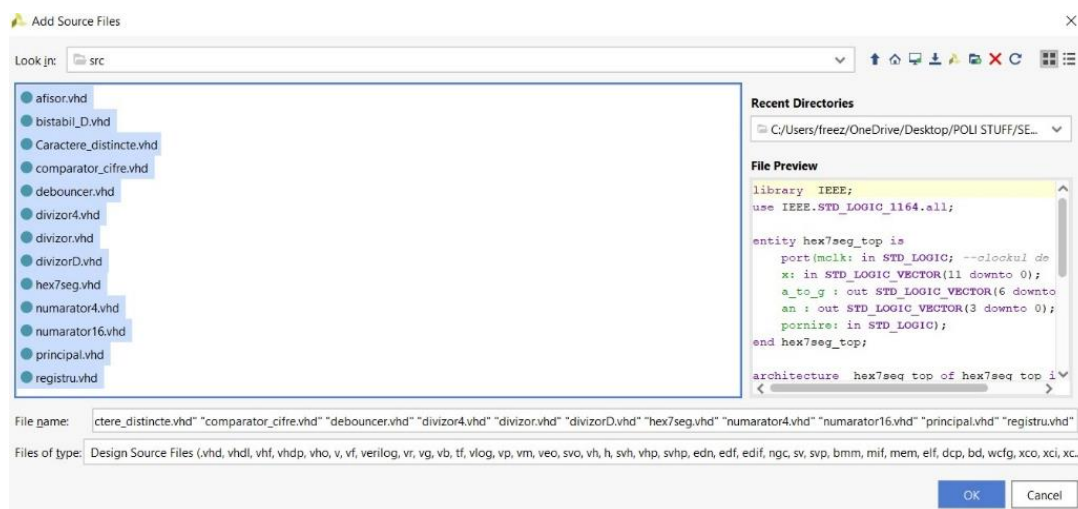 Add Source Files
Look in: src
afisor.vhd
bistabil_D.vhd
Caractere_distincte.vhd
comparator_cifre.vhd
debouncer.vhd
divizor4.vhd
divizor.vhd
divizorD.vhd
hex7seg.vhd
numarator4.vhd
numarator16.vhd
principal.vhd
registru.vhd
Recent Directories
C:/Users/freez/OneDrive/Desktop/POLI STUFF/SE...
File Preview
library IEEE;
use IEEE.STD_LOGIC_1164.all;
entity hex7seg_top is
port(mclk: in STD_LOGIC; --clockul de
x: in STD_LOGIC_VECTOR(11 downto 0);
a_to_g : out STD_LOGIC_VECTOR(6 downto
an : out STD_LOGIC_VECTOR(3 downto 0);
pornire: in STD_LOGIC);
end hex7seg_top;
architecture hex7seg_top of hex7seg_top i
File name: ctere_distincte.vhd" "comparator_cifre.vhd" "debouncer.vhd" "divizor4.vhd" "divizor.vhd" "divizorD.vhd" "hex7seg.vhd" "numarator4.vhd" "numarator16.vhd" "principal.vhd" "registru.vhd"
Files of type: Design Source Files (.vhd, vhdl, vhf, vhdp, vho, v, vf, verilog, vr, vg, vb, tf, vlog, vp, vm, veo, svo, vh, h, svh, vhp, svhp, edn, edf, edif, ngc, sv, svp, bmm, mif, mem, elf, dcp, bd, wcfg, xco, xci, xc...
OK Cancel